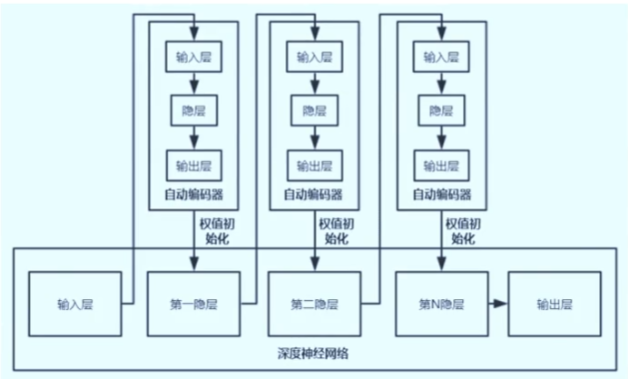 输入层
输入层
输入层
隐层
隐层
隐层
输出层
输出层
输出层
自动编码器
自动编码器
自动编码器
权值初
始化
权值初
始化
权值初
始化
输入层
第一隐层
第二隐层
第N隐层
输出层
深度神经网络